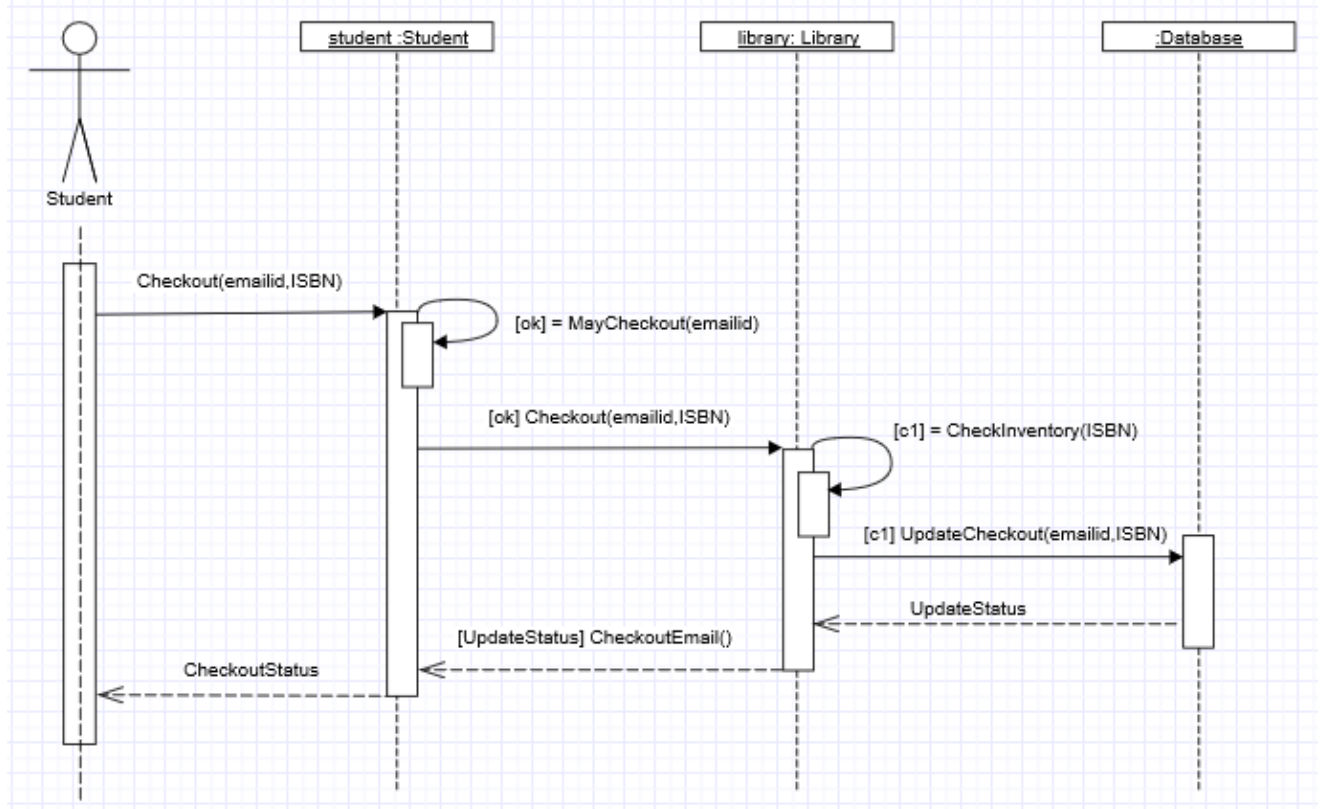 student :Student
library: Library
:Database
Student
Checkout(emailid,ISBN)
[ok] = MayCheckout(emailid)
[ok] Checkout(emailid,ISBN)
[c1] = CheckInventory(ISBN)
[c1] UpdateCheckout(emailid,ISBN)
UpdateStatus
[UpdateStatus] CheckoutEmail()
CheckoutStatus